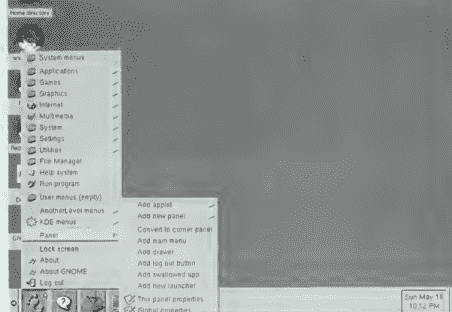 Home directory
System menus
Applications
Games
Graphics
Internet
Multimedia
System
Settings
Utilities
File Manager
Help system
Run program
User menus (empty)
AnotherLevel menus
KDE menus
Panel
Lock screen
About
About GNOME
Log out
Add applet
Add new panel
Convert to corner panel
Add main menu
Add drawer
Add log out button
Add swallowed app
Add new launcher
This panel properties
Global properties
Sun May 16
10:12 PM